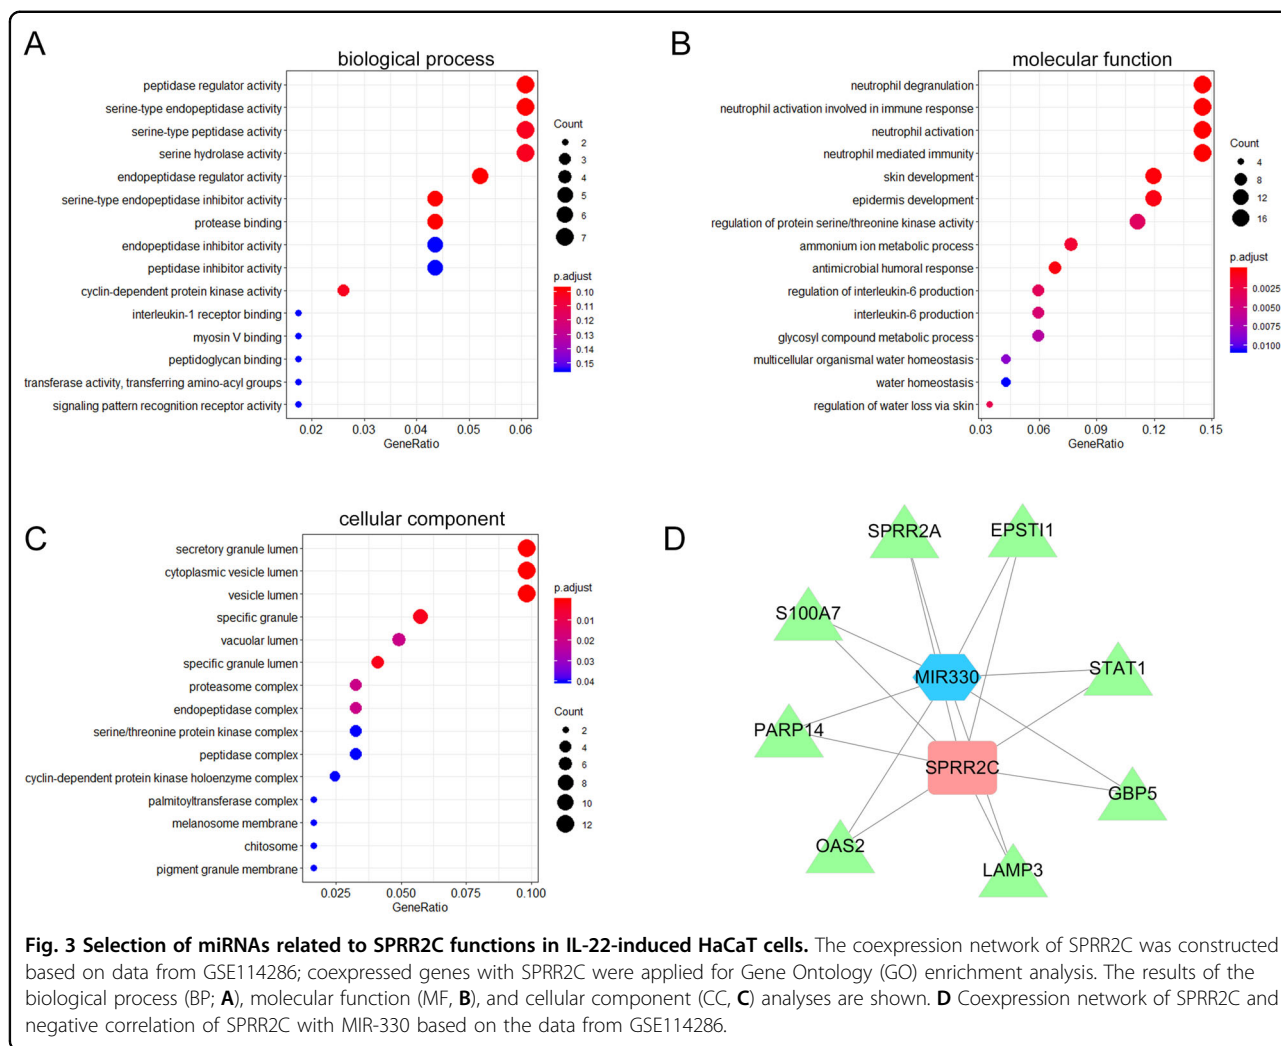 A
biological process
peptidase regulator activity
serine-type endopeptidase activity
serine-type peptidase activity
serine hydrolase activity
endopeptidase regulator activity
serine-type endopeptidase inhibitor activity
protease binding
endopeptidase inhibitor activity
peptidase inhibitor activity
cyclin-dependent protein kinase activity
interleukin-1 receptor binding
myosin V binding
peptidoglycan binding
transferase activity, transferring amino-acyl groups
signaling pattern recognition receptor activity
0.02 0.03 0.04 0.05 0.06
GeneRatio
Count
2
3
4
5
6
7
p.adjust
0.10
0.11
0.12
0.13
0.14
0.15
B
molecular function
neutrophil degranulation
neutrophil activation involved in immune response
neutrophil activation
neutrophil mediated immunity
skin development
epidermis development
regulation of protein serine/threonine kinase activity
ammonium ion metabolic process
antimicrobial humoral response
regulation of interleukin-6 production
interleukin-6 production
glycosyl compound metabolic process
multicellular organismal water homeostasis
water homeostasis
regulation of water loss via skin
0.03 0.06 0.09 0.12 0.15
GeneRatio
Count
4
8
12
16
p.adjust
0.0025
0.0050
0.0075
0.0100
C
cellular component
secretory granule lumen
cytoplasmic vesicle lumen
vesicle lumen
specific granule
vacuolar lumen
specific granule lumen
proteasome complex
endopeptidase complex
serine/threonine protein kinase complex
peptidase complex
cyclin-dependent protein kinase holoenzyme complex
palmitoyltransferase complex
melanosome membrane
chitosome
pigment granule membrane
0.025 0.050 0.075 0.100
GeneRatio
p.adjust
0.01
0.02
0.03
0.04
Count
2
4
6
8
10
12
D
SPRR2A
EPSTI1
S100A7
STAT1
MIR330
PARP14
SPRR2C
GBP5
OAS2
LAMP3
Fig. 3 Selection of miRNAs related to SPRR2C functions in IL-22-induced HaCaT cells. The coexpression network of SPRR2C was constructed
based on data from GSE114286; coexpressed genes with SPRR2C were applied for Gene Ontology (GO) enrichment analysis. The results of the
biological process (BP; A), molecular function (MF, B), and cellular component (CC, C) analyses are shown. D Coexpression network of SPRR2C and
negative correlation of SPRR2C with MIR-330 based on the data from GSE114286.